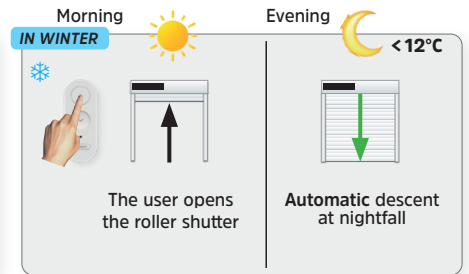 Morning
Evening
IN WINTER
<12°C
The user opens
the roller shutter
Automatic descent
at nightfall